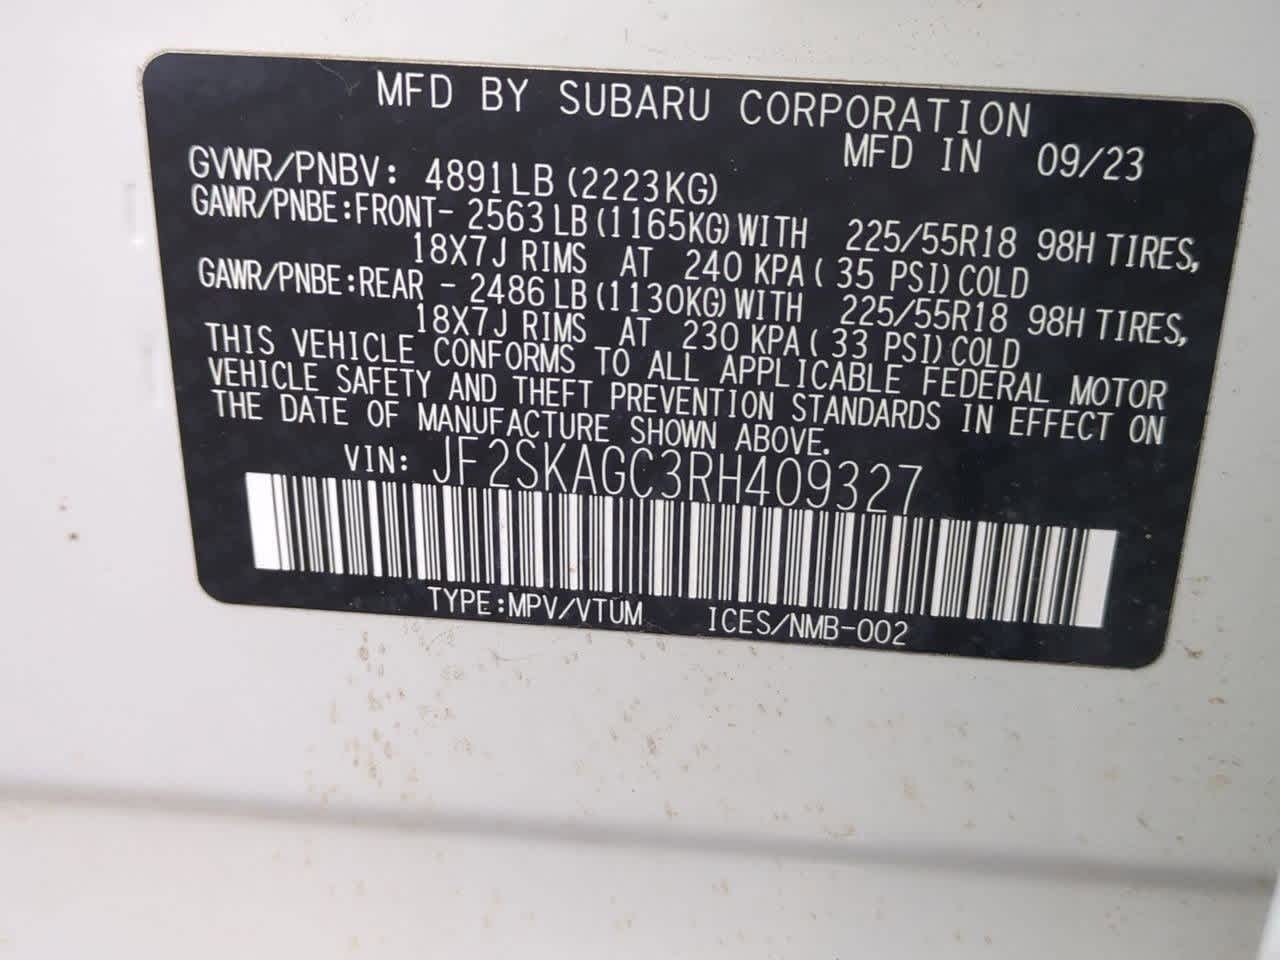 MFD BY SUBARU CORPORATION
MFD IN 09/23
GVWR/PNBV: 4891LB (2223KG)
GAWR/PNBE:FRONT- 2563LB(1165KG)WITH 225/55R18 98H TIRES,
18X7J RIMS AT 240 KPA( 35 PSI)COLD
GAWR/PNBE:REAR - 2486LB(1130KG)WITH 225/55R18 98H TIRES,
18X7J RIMS AT 230 KPA( 33 PSI)COLD
THIS VEHICLE CONFORMS TO ALL APPLICABLE FEDERAL MOTOR
VEHICLE SAFETY AND THEFT PREVENTION STANDARDS IN EFFECT ON
THE DATE OF MANUFACTURE SHOWN ABOVE.
VIN: JF2SKAGC3RH409327
TYPE:MPV/VTUM ICES/NMB-002